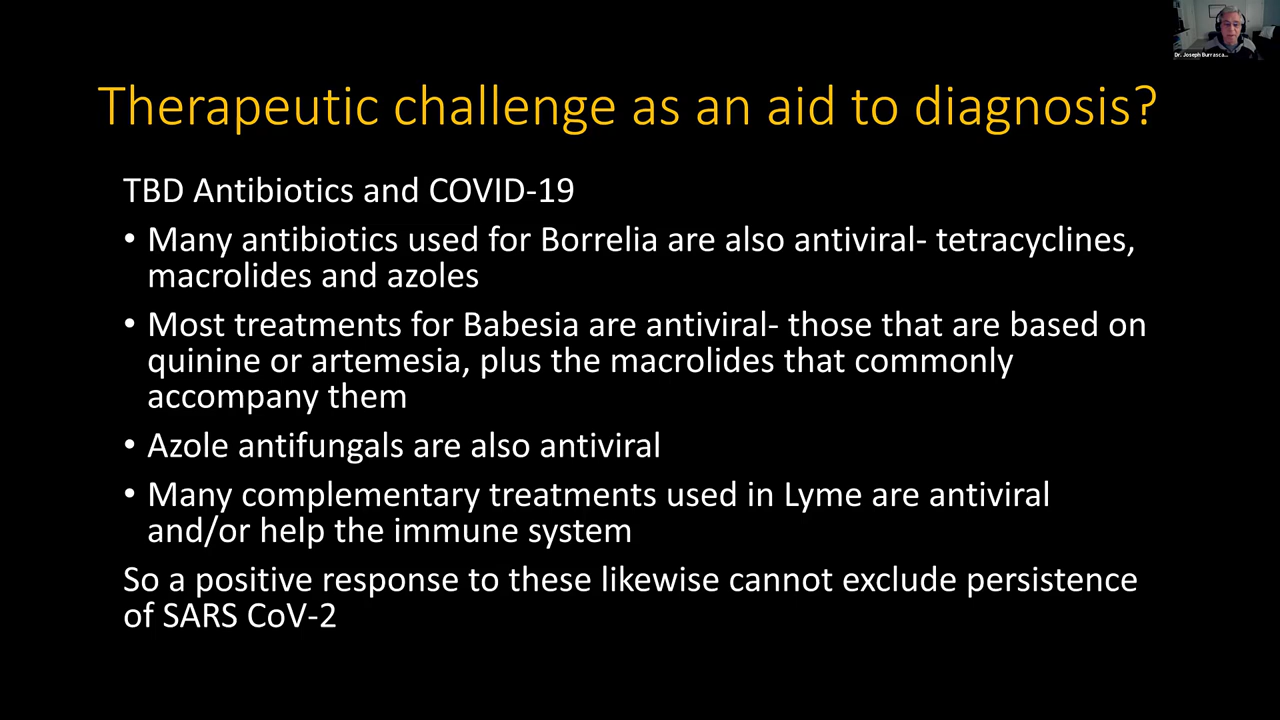 Dr. Joseph Burrasca...
Therapeutic challenge as an aid to diagnosis?
TBD Antibiotics and COVID-19
• Many antibiotics used for Borrelia are also antiviral- tetracyclines,
macrolides and azoles
• Most treatments for Babesia are antiviral- those that are based on
quinine or artemesia, plus the macrolides that commonly
accompany them
• Azole antifungals are also antiviral
• Many complementary treatments used in Lyme are antiviral
and/or help the immune system
So a positive response to these likewise cannot exclude persistence
of SARS CoV-2